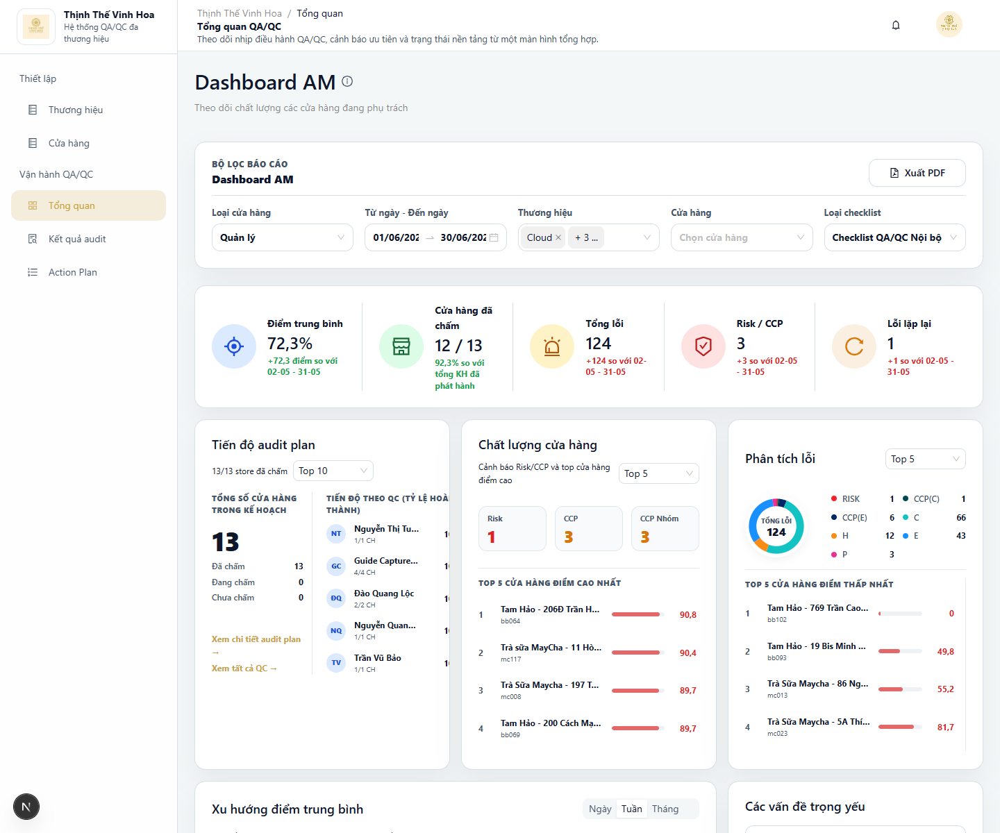 Thịnh Thế Vinh Hoa
Hệ thống QA/QC đa
thương hiệu
Thiết lập
Thương hiệu
Cửa hàng
Vận hành QA/QC
Tổng quan
Kết quả audit
Action Plan
N
Thịnh Thế Vinh Hoa / Tổng quan
Tổng quan QA/QC
Theo dõi nhịp điều hành QA/QC, cảnh báo ưu tiên và trạng thái nền tảng từ một màn hình tổng hợp.
Dashboard AM
Theo dõi chất lượng các cửa hàng đang phụ trách
BỘ LỌC BÁO CÁO
Dashboard AM
Xuất PDF
Loại cửa hàng
Quản lý
Từ ngày - Đến ngày
01/06/202 → 30/06/202
Thương hiệu
Cloud × + 3 ...
Cửa hàng
Chọn cửa hàng
Loại checklist
Checklist QA/QC Nội bộ
Điểm trung bình
72,3%
+72,3 điểm so với
02-05 - 31-05
Cửa hàng đã
chấm
12 / 13
92,3% so với
tổng KH đã
phát hành
Tổng lỗi
124
+124 so với 02-
05 - 31-05
Risk / CCP
3
+3 so với 02-05
- 31-05
Lỗi lặp lại
1
+1 so với 02-05 -
31-05
Tiến độ audit plan
13/13 store đã chấm
Top 10
TỔNG SỐ CỬA HÀNG
TRONG KẾ HOẠCH
13
Đã chấm 13
Đang chấm 0
Chưa chấm 0
Xem chi tiết audit plan
→
Xem tất cả QC →
TIẾN ĐỘ THEO QC (TỶ LỆ HOÀ
THÀNH)
NT Nguyễn Thị Tu...
1/1 CH
GC Guide Capture...
4/4 CH
ĐQ Đào Quang Lộc
2/2 CH
NQ Nguyễn Quan...
1/1 CH
TV Trần Vũ Bảo
1/1 CH
Chất lượng cửa hàng
Cảnh báo Risk/CCP và top cửa hàng
điểm cao
Top 5
Risk
1
CCP
3
CCP Nhóm
3
TOP 5 CỬA HÀNG ĐIỂM CAO NHẤT
1 Tam Hảo - 206Đ Trần H... 90,8
bb064
2 Trà sữa MayCha - 11 Hò... 90,4
mc117
3 Trà Sữa Maycha - 197 T... 89,7
mc008
4 Tam Hảo - 200 Cách Mạ... 89,7
bb069
Phân tích lỗi
Top 5
TỔNG LỖI
124
RISK 1 CCP(C) 1
CCP(E) 6 C 66
H 12 E 43
P 3
TOP 5 CỬA HÀNG ĐIỂM THẤP NHẤT
1 Tam Hảo - 769 Trần Cao... 0
bb102
2 Tam Hảo - 19 Bis Minh ... 49,8
bb093
3 Trà Sữa Maycha - 86 Ng... 55,2
mc013
4 Trà Sữa Maycha - 5A Thí... 81,7
mc023
Xu hướng điểm trung bình
Ngày Tuần Tháng
Các vấn đề trọng yếu